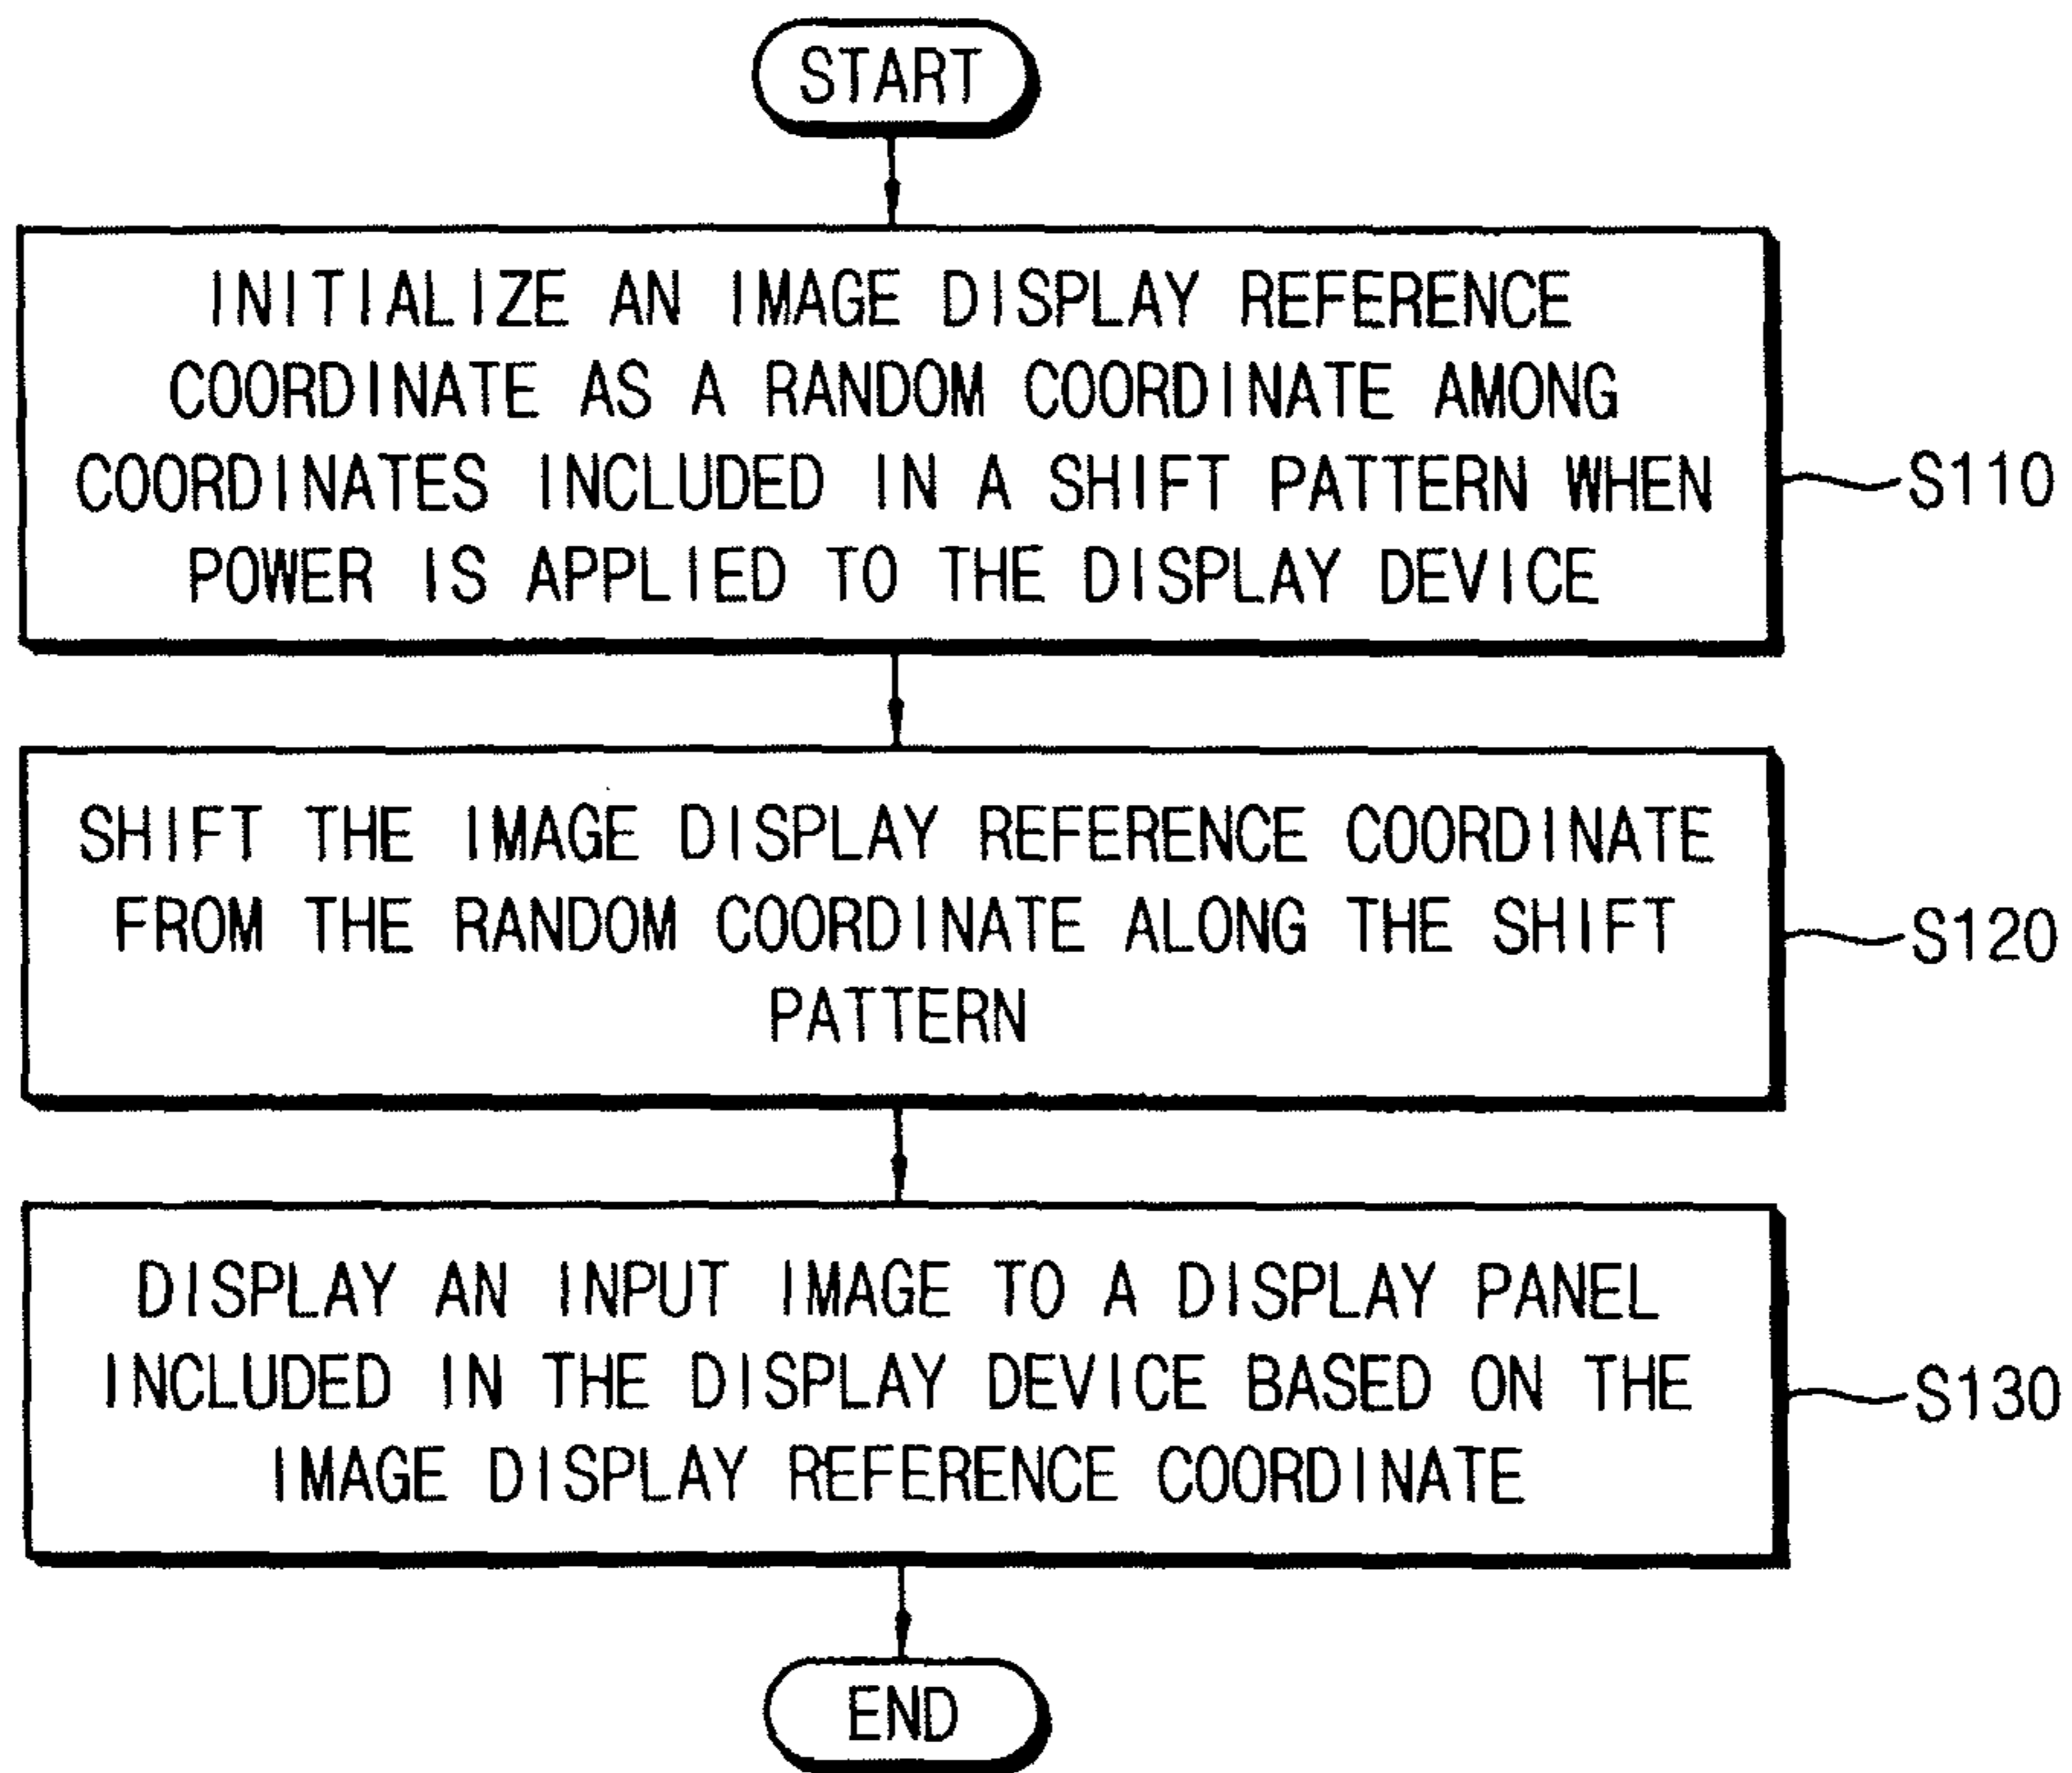 START
INITIALIZE AN IMAGE DISPLAY REFERENCE
COORDINATE AS A RANDOM COORDINATE AMONG
COORDINATES INCLUDED IN A SHIFT PATTERN WHEN
POWER IS APPLIED TO THE DISPLAY DEVICE
S110
SHIFT THE IMAGE DISPLAY REFERENCE COORDINATE
FROM THE RANDOM COORDINATE ALONG THE SHIFT
PATTERN
S120
DISPLAY AN INPUT IMAGE TO A DISPLAY PANEL
INCLUDED IN THE DISPLAY DEVICE BASED ON THE
IMAGE DISPLAY REFERENCE COORDINATE
S130
END